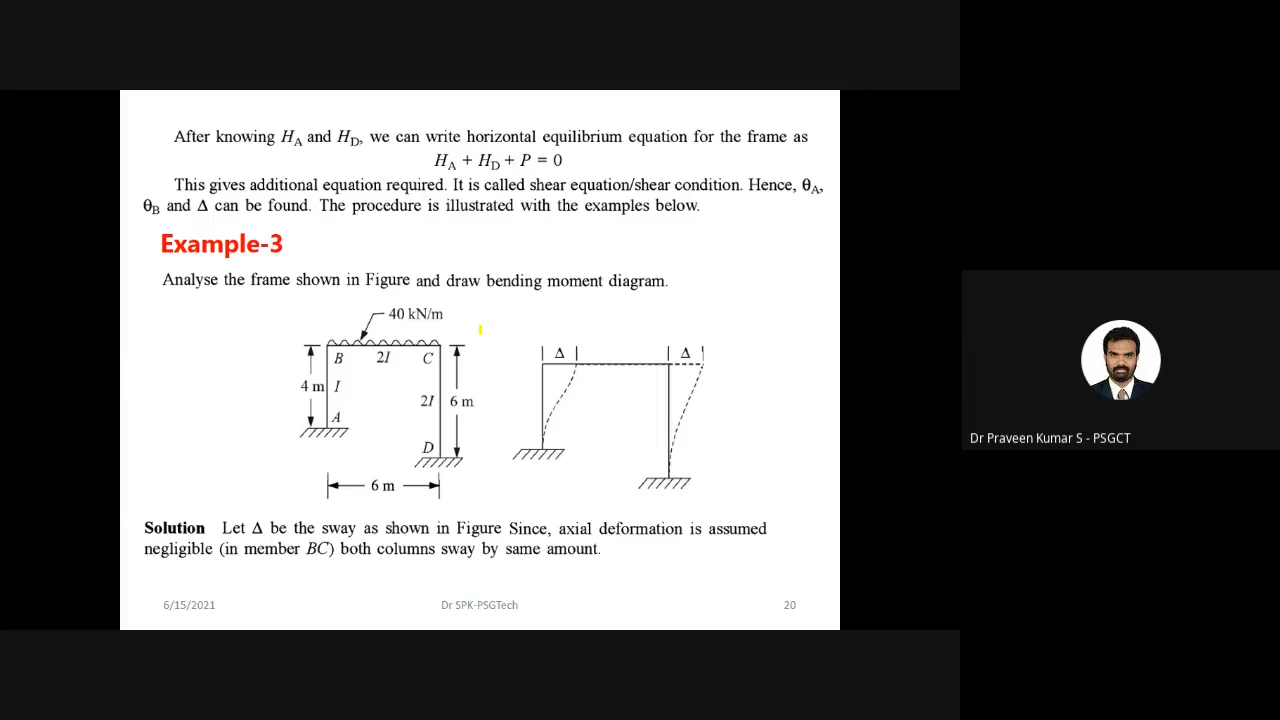 After knowing HA and HD, we can write horizontal equilibrium equation for the frame as
HA + HD + P = 0
This gives additional equation required. It is called shear equation/shear condition. Hence, θA,
θB and Δ can be found. The procedure is illustrated with the examples below.
Example-3
Analyse the frame shown in Figure and draw bending moment diagram.
40 kN/m
B 2I C
4 m I
2I 6 m
A
D
6 m
Δ Δ
Solution Let Δ be the sway as shown in Figure Since, axial deformation is assumed
negligible (in member BC) both columns sway by same amount.
6/15/2021 Dr SPK-PSGTech 20
Dr Praveen Kumar S - PSGCT